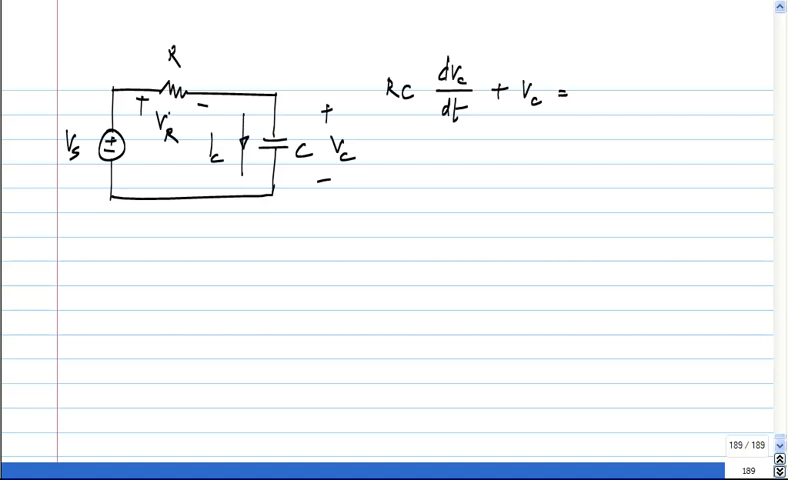 R
+ V_R -
V_s + -
I_c C
+ V_c -
RC dv_c/dt + V_c =
189 / 189
189